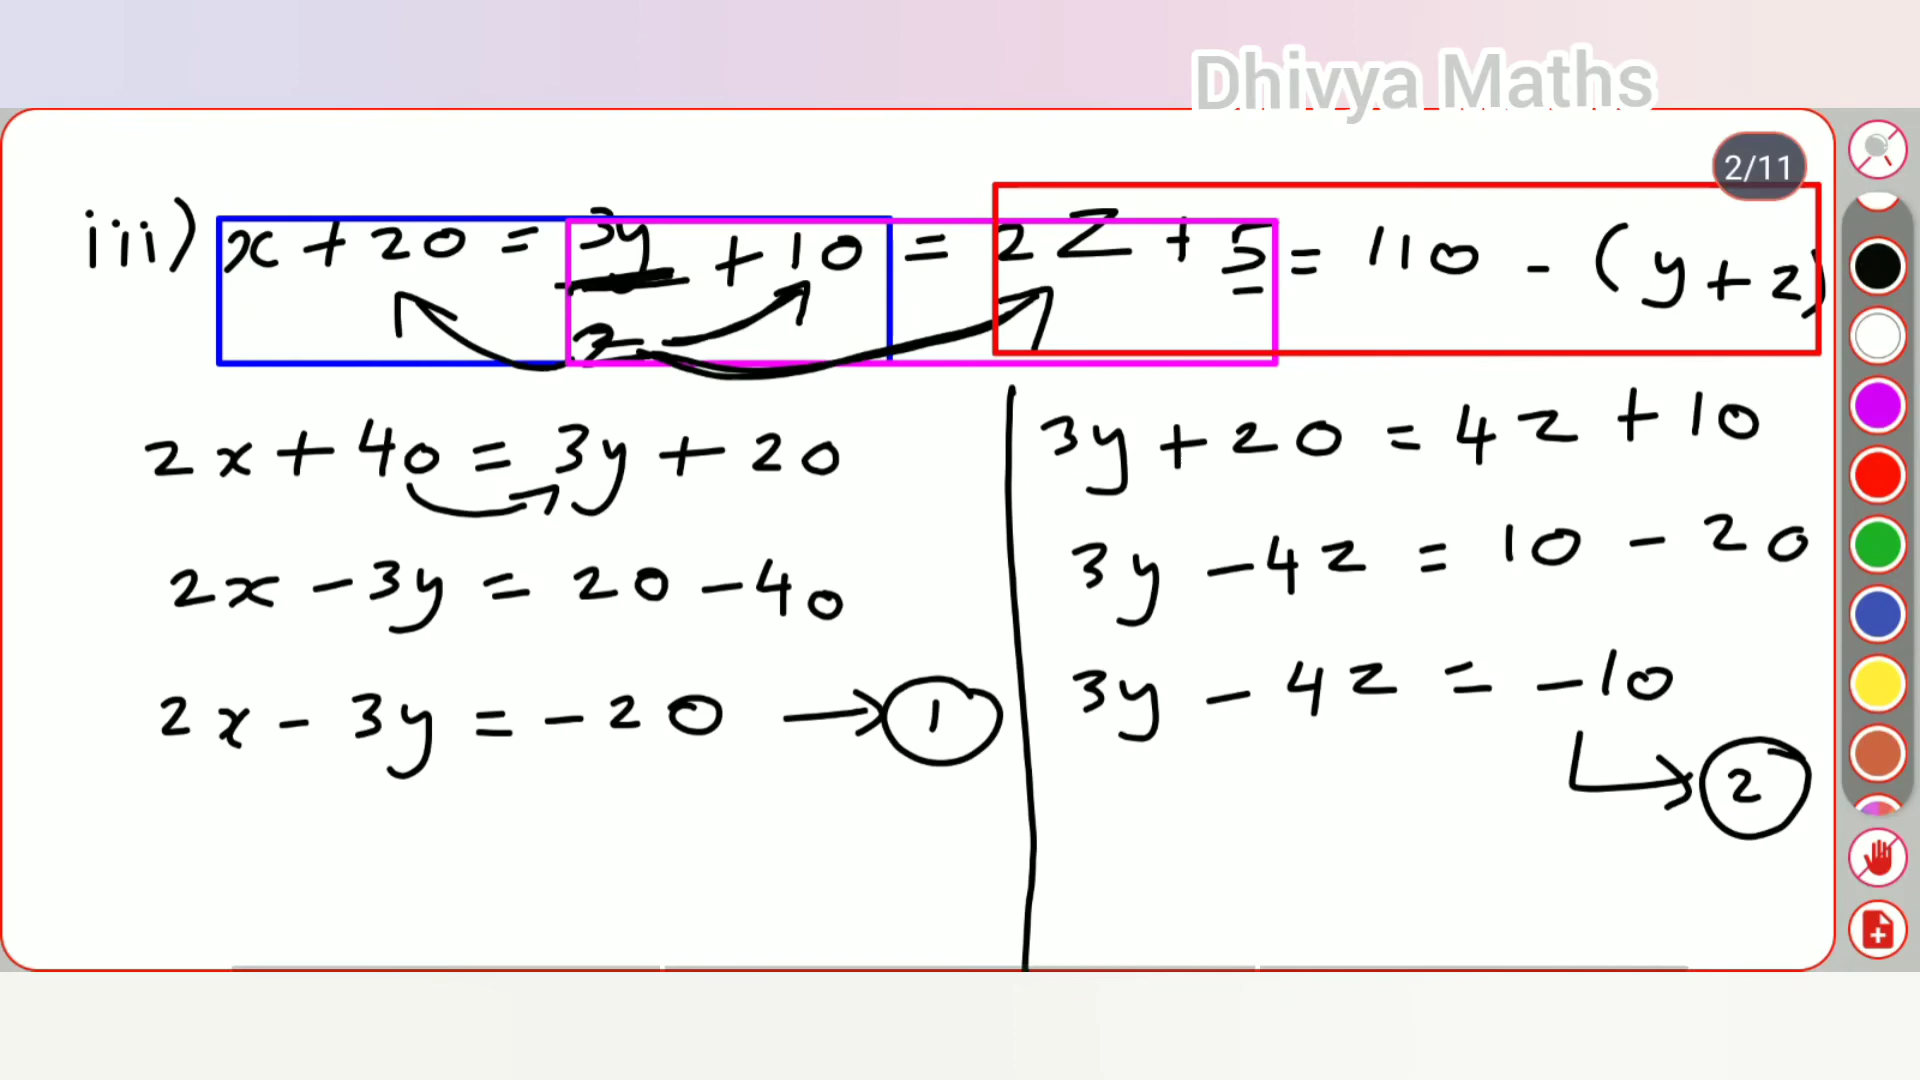 Dhivya Maths
2/11
iii) x + 20 = 3y/2 + 10 = 2z + 5 = 110 - (y + z)
2x + 40 = 3y + 20
2x - 3y = 20 - 40
2x - 3y = -20 → 1
3y + 20 = 4z + 10
3y - 4z = 10 - 20
3y - 4z = -10
→ 2